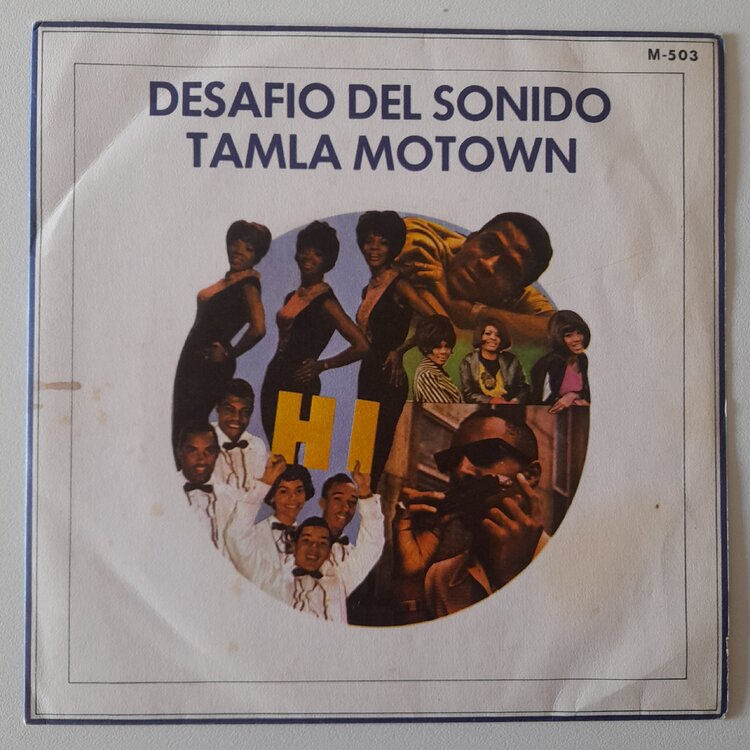 M-503
DESAFIO DEL SONIDO
TAMLA MOTOWN
HI